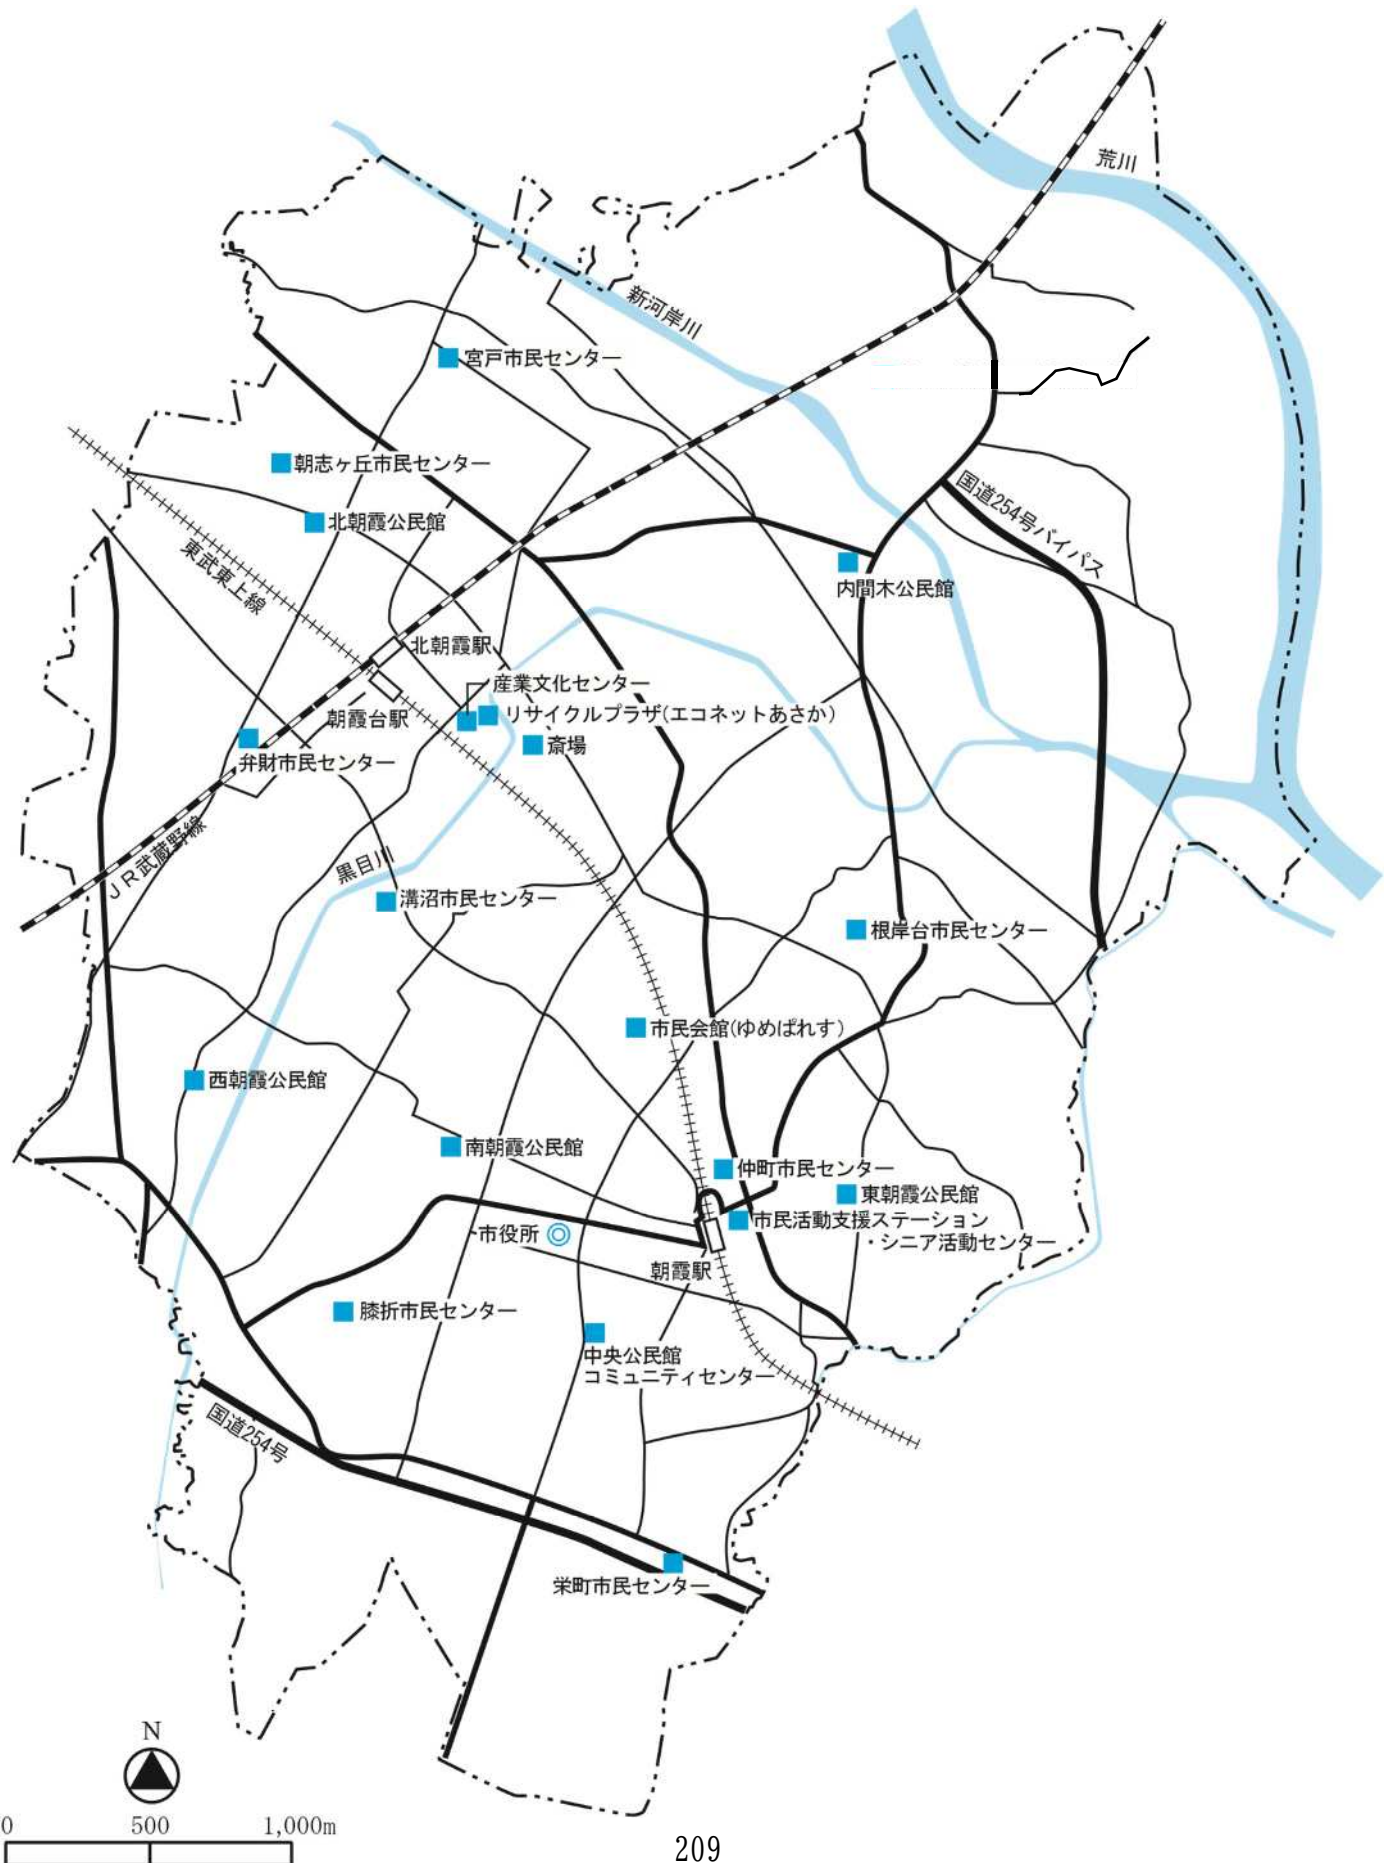 荒川
新河岸川
宮戸市民センター
朝志ヶ丘市民センター
北朝霞公民館
国道254号バイパス
東武東上線
内間木公民館
北朝霞駅
産業文化センター
リサイクルプラザ(エコネットあさか)
朝霞台駅
斎場
弁財市民センター
JR武蔵野線
黒目川
溝沼市民センター
根岸台市民センター
市民会館(ゆめぱれす)
西朝霞公民館
南朝霞公民館
仲町市民センター
東朝霞公民館
市民活動支援ステーション
・シニア活動センター
市役所
朝霞駅
膝折市民センター
中央公民館
コミュニティセンター
国道254号
栄町市民センター
N
0 500 1,000m
209